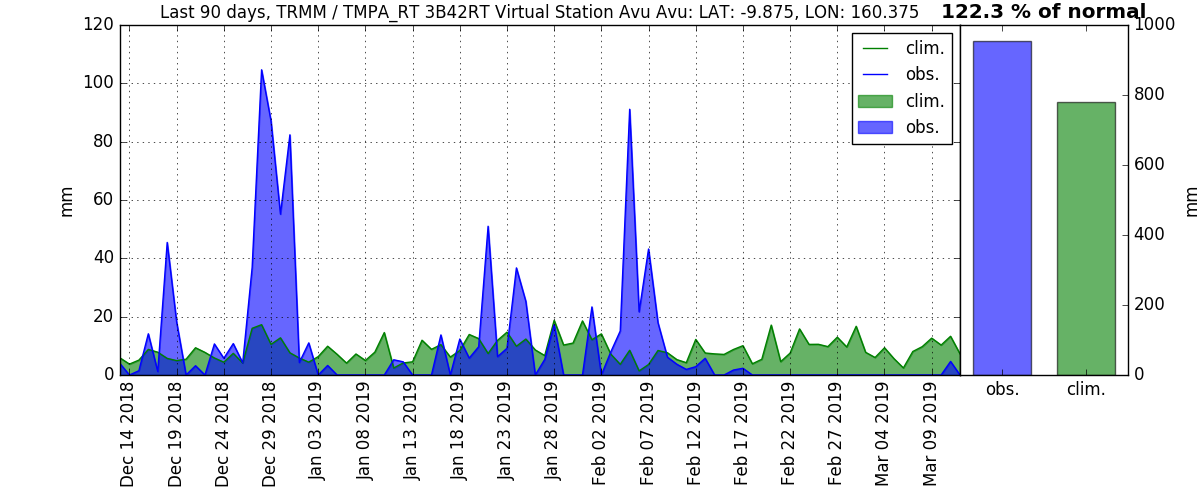 Last 90 days, TRMM / TMPA_RT 3B42RT Virtual Station Avu Avu: LAT: -9.875, LON: 160.375
122.3 % of normal
120
100
80
60
40
20
0
mm
clim.
obs.
clim.
obs.
Dec 14 2018
Dec 19 2018
Dec 24 2018
Dec 29 2018
Jan 03 2019
Jan 08 2019
Jan 13 2019
Jan 18 2019
Jan 23 2019
Jan 28 2019
Feb 02 2019
Feb 07 2019
Feb 12 2019
Feb 17 2019
Feb 22 2019
Feb 27 2019
Mar 04 2019
Mar 09 2019
1000
800
600
400
200
0
mm
obs.
clim.